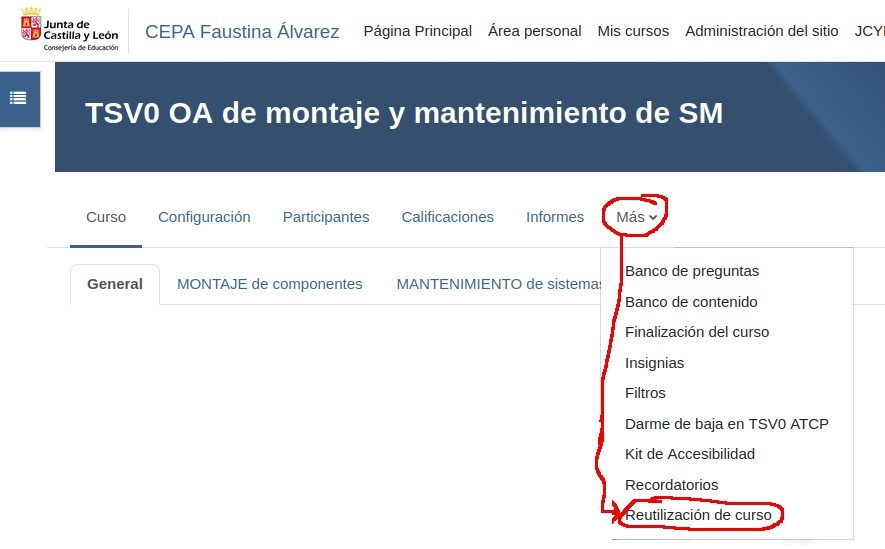 Junta de
Castilla y León
Consejería de Educación
CEPA Faustina Álvarez Página Principal Área personal Mis cursos Administración del sitio JCYL
TSV0 OA de montaje y mantenimiento de SM
Curso Configuración Participantes Calificaciones Informes Más
General MONTAJE de componentes MANTENIMIENTO de sistemas
Banco de preguntas
Banco de contenido
Finalización del curso
Insignias
Filtros
Darme de baja en TSV0 ATCP
Kit de Accesibilidad
Recordatorios
Reutilización de curso